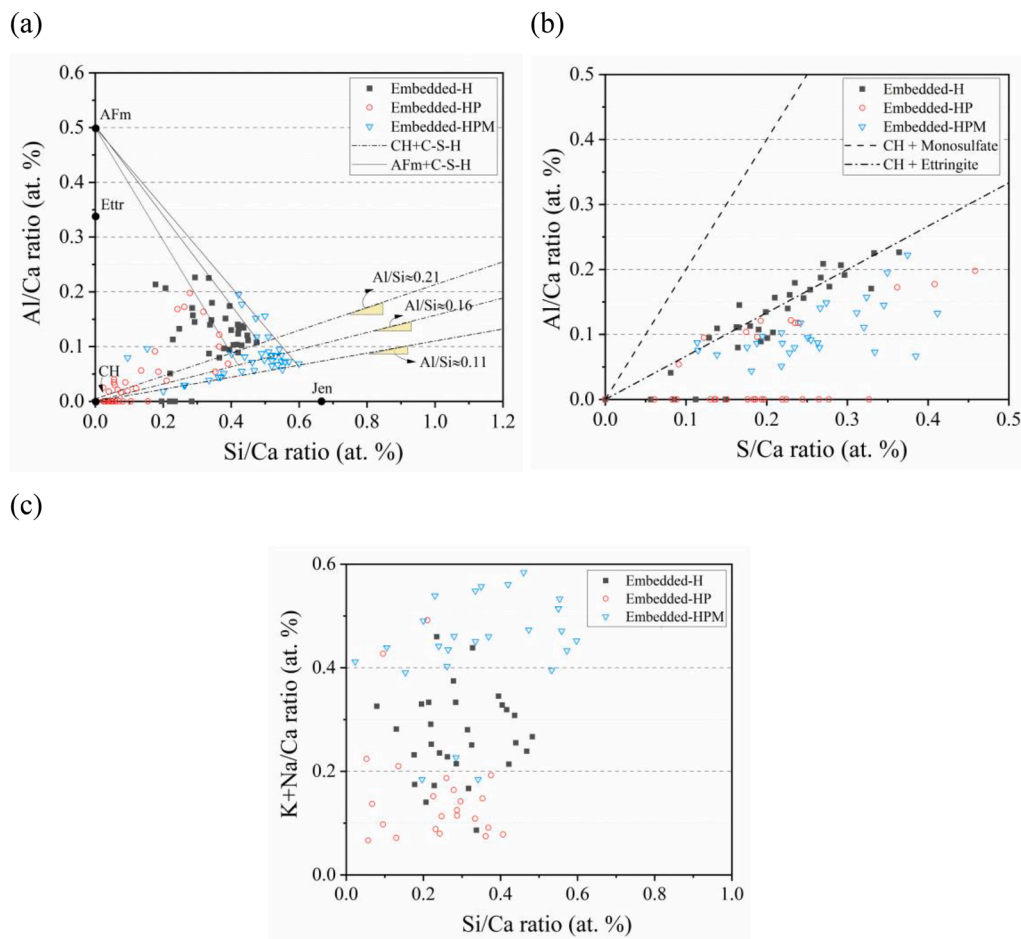 (a)
(b)
0.6
0.5
0.4
0.3
0.2
0.1
0.0
Al/Ca ratio (at. %)
AFm
Ettr
CH
Jen
Embedded-H
Embedded-HP
Embedded-HPM
CH+C-S-H
AFm+C-S-H
Al/Si≈0.21
Al/Si≈0.16
Al/Si≈0.11
0.0 0.2 0.4 0.6 0.8 1.0 1.2
Si/Ca ratio (at. %)
0.5
0.4
0.3
0.2
0.1
0.0
Al/Ca ratio (at. %)
Embedded-H
Embedded-HP
Embedded-HPM
CH + Monosulfate
CH + Ettringite
0.0 0.1 0.2 0.3 0.4 0.5
S/Ca ratio (at. %)
(c)
0.6
0.4
0.2
0.0
K+Na/Ca ratio (at. %)
Embedded-H
Embedded-HP
Embedded-HPM
0.0 0.2 0.4 0.6 0.8 1.0
Si/Ca ratio (at. %)